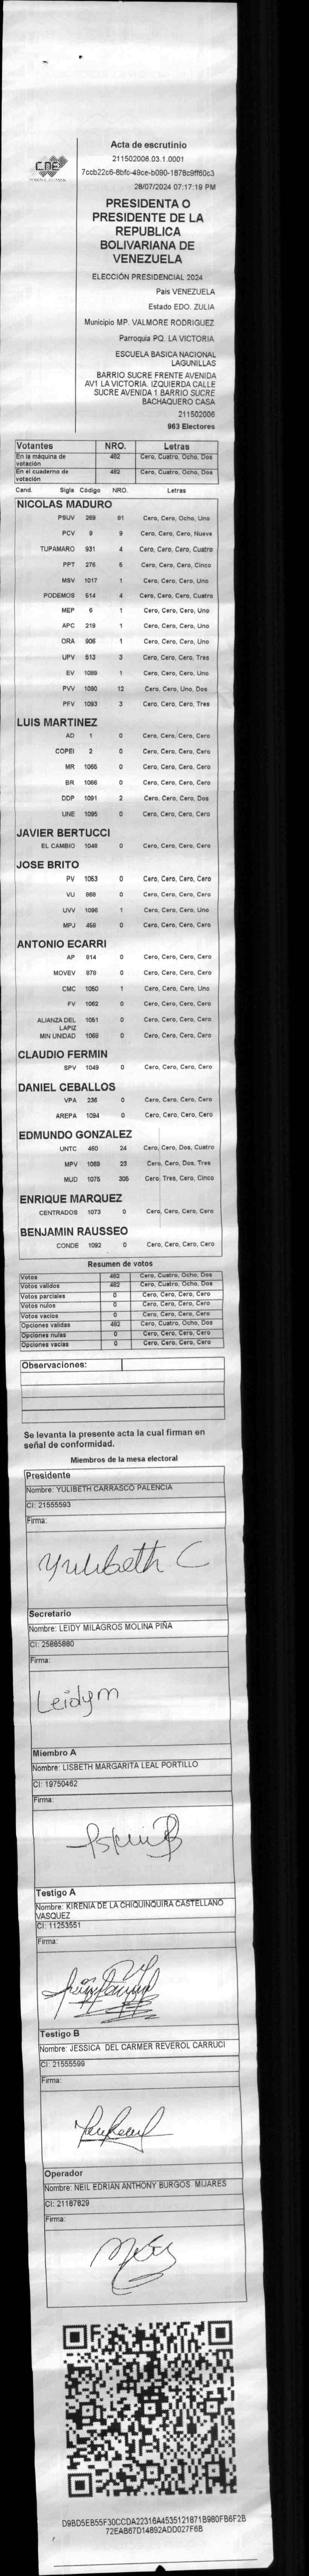 Acta de escrutinio
CNE
211502006.03.1.0001
7ccb22c6-8bfc-49ce-b090-1878c9ff60c3
28/07/2024 07:17:19 PM
PRESIDENTA O
PRESIDENTE DE LA
REPUBLICA
BOLIVARIANA DE
VENEZUELA
ELECCIÓN PRESIDENCIAL 2024
País VENEZUELA
Estado EDO. ZULIA
Municipio MP. VALMORE RODRIGUEZ
Parroquia PQ. LA VICTORIA
ESCUELA BASICA NACIONAL
LAGUNILLAS
BARRIO SUCRE FRENTE AVENIDA
AV1 LA VICTORIA. IZQUIERDA CALLE
SUCRE AVENIDA 1 BARRIO SUCRE
BACHAQUERO CASA
211502006
963 Electores
Votantes NRO. Letras
En la máquina de votación 482 Cero, Cuatro, Ocho, Dos
En el cuaderno de votación 482 Cero, Cuatro, Ocho, Dos
Cand. Sigla Código NRO. Letras
NICOLAS MADURO
PSUV 269 81 Cero, Cero, Ocho, Uno
PCV 9 9 Cero, Cero, Cero, Nueve
TUPAMARO 931 4 Cero, Cero, Cero, Cuatro
PPT 276 5 Cero, Cero, Cero, Cinco
MSV 1017 1 Cero, Cero, Cero, Uno
PODEMOS 514 4 Cero, Cero, Cero, Cuatro
MEP 6 1 Cero, Cero, Cero, Uno
APC 219 1 Cero, Cero, Cero, Uno
ORA 906 1 Cero, Cero, Cero, Uno
UPV 513 3 Cero, Cero, Cero, Tres
EV 1089 1 Cero, Cero, Cero, Uno
PVV 1090 12 Cero, Cero, Uno, Dos
PFV 1093 3 Cero, Cero, Cero, Tres
LUIS MARTINEZ
AD 1 0 Cero, Cero, Cero, Cero
COPEI 2 0 Cero, Cero, Cero, Cero
MR 1065 0 Cero, Cero, Cero, Cero
BR 1066 0 Cero, Cero, Cero, Cero
DDP 1091 2 Cero, Cero, Cero, Dos
UNE 1095 0 Cero, Cero, Cero, Cero
JAVIER BERTUCCI
EL CAMBIO 1048 0 Cero, Cero, Cero, Cero
JOSE BRITO
PV 1053 0 Cero, Cero, Cero, Cero
VU 868 0 Cero, Cero, Cero, Cero
UVV 1096 1 Cero, Cero, Cero, Uno
MPJ 459 0 Cero, Cero, Cero, Cero
ANTONIO ECARRI
AP 914 0 Cero, Cero, Cero, Cero
MOVEV 979 0 Cero, Cero, Cero, Cero
CMC 1050 1 Cero, Cero, Cero, Uno
FV 1062 0 Cero, Cero, Cero, Cero
ALIANZA DEL LAPIZ 1051 0 Cero, Cero, Cero, Cero
MIN UNIDAD 1068 0 Cero, Cero, Cero, Cero
CLAUDIO FERMIN
SPV 1049 0 Cero, Cero, Cero, Cero
DANIEL CEBALLOS
VPA 236 0 Cero, Cero, Cero, Cero
AREPA 1094 0 Cero, Cero, Cero, Cero
EDMUNDO GONZALEZ
UNTC 460 24 Cero, Cero, Dos, Cuatro
MPV 1069 23 Cero, Cero, Dos, Tres
MUD 1075 305 Cero, Tres, Cero, Cinco
ENRIQUE MARQUEZ
CENTRADOS 1073 0 Cero, Cero, Cero, Cero
BENJAMIN RAUSSEO
CONDE 1092 0 Cero, Cero, Cero, Cero
Resumen de votos
Votos 482 Cero, Cuatro, Ocho, Dos
Votos validos 482 Cero, Cuatro, Ocho, Dos
Votos parciales 0 Cero, Cero, Cero, Cero
Votos nulos 0 Cero, Cero, Cero, Cero
Votos vacios 0 Cero, Cero, Cero, Cero
Opciones validas 482 Cero, Cuatro, Ocho, Dos
Opciones nulas 0 Cero, Cero, Cero, Cero
Opciones vacias 0 Cero, Cero, Cero, Cero
Observaciones:
Se levanta la presente acta la cual firman en
señal de conformidad.
Miembros de la mesa electoral
Presidente
Nombre: YULIBETH CARRASCO PALENCIA
CI: 21555593
Firma:
Yulibeth C
Secretario
Nombre: LEIDY MILAGROS MOLINA PIÑA
CI: 25885880
Firma:
Leidym
Miembro A
Nombre: LISBETH MARGARITA LEAL PORTILLO
CI: 19750462
Firma:
Testigo A
Nombre: KIRENIA DE LA CHIQUINQUIRA CASTELLANO
VASQUEZ
CI: 11253551
Firma:
Testigo B
Nombre: JESSICA DEL CARMER REVEROL CARRUCI
CI: 21555599
Firma:
Operador
Nombre: NEIL EDRIAN ANTHONY BURGOS MIJARES
CI: 21187829
Firma:
D9BD5EB55F30CCDA22316A4535121871B980FB6F2B
72EAB67D14892ADD027F6B